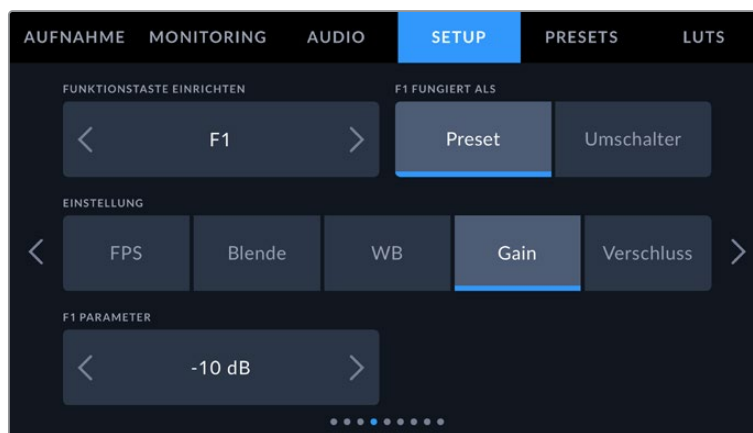 AUFNAHME MONITORING AUDIO SETUP PRESETS LUTS
FUNKTIONSTASTE EINRICHTEN F1 FUNGIERT ALS
F1 Preset Umschalter
EINSTELLUNG
FPS Blende WB Gain Verschluss
F1 PARAMETER
-10 dB